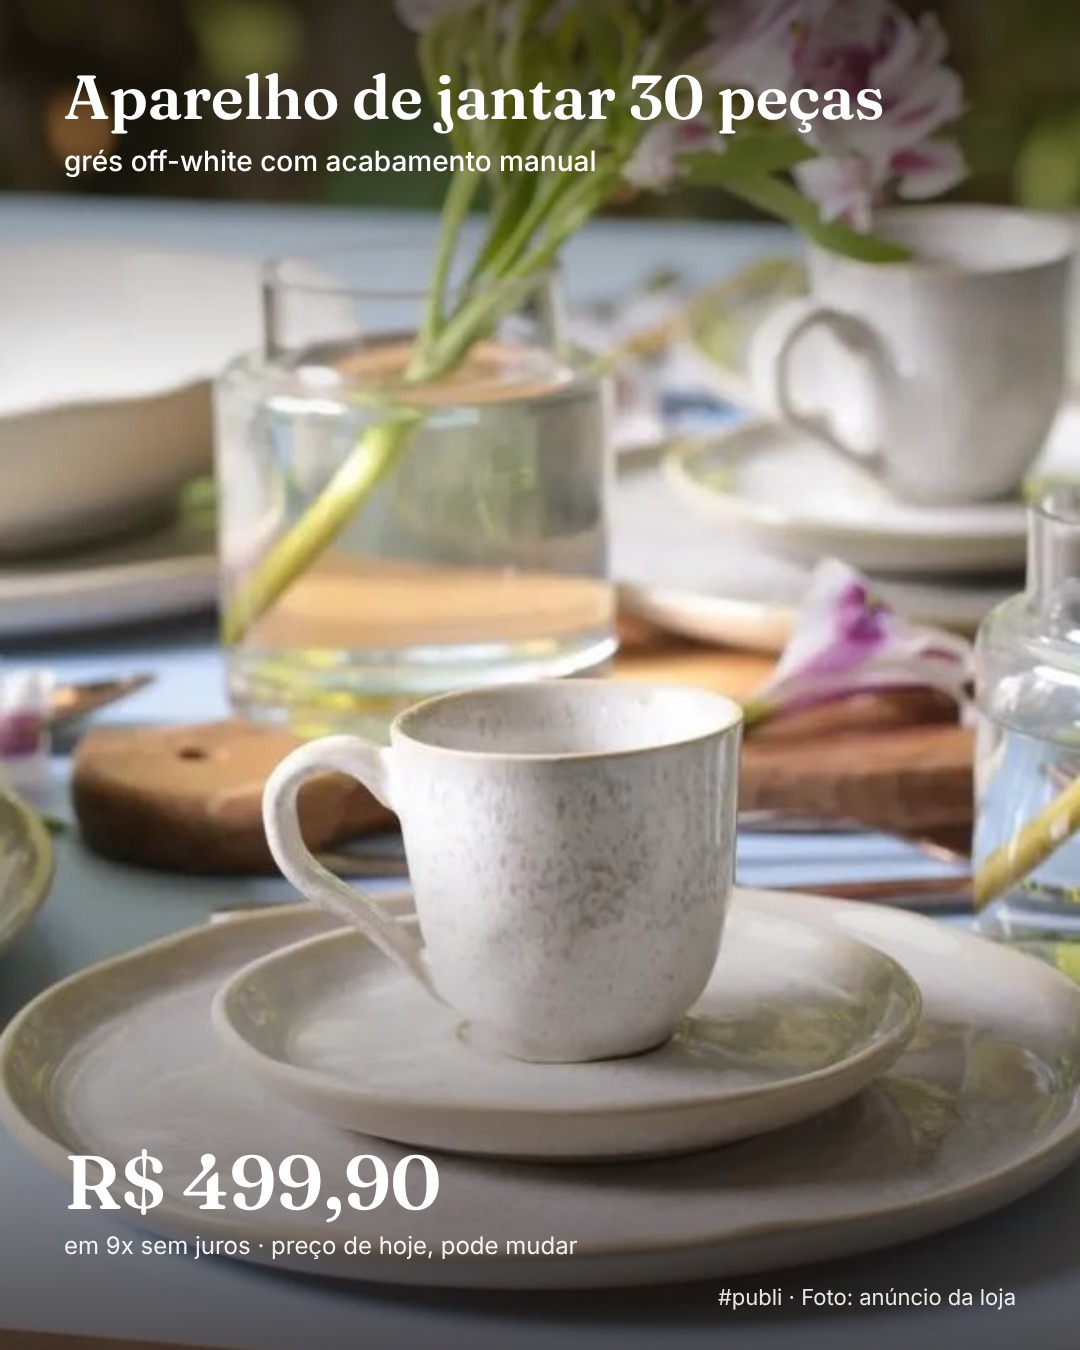 Aparelho de jantar 30 peças
grés off-white com acabamento manual
R$ 499,90
em 9x sem juros · preço de hoje, pode mudar
#publi · Foto: anúncio da loja